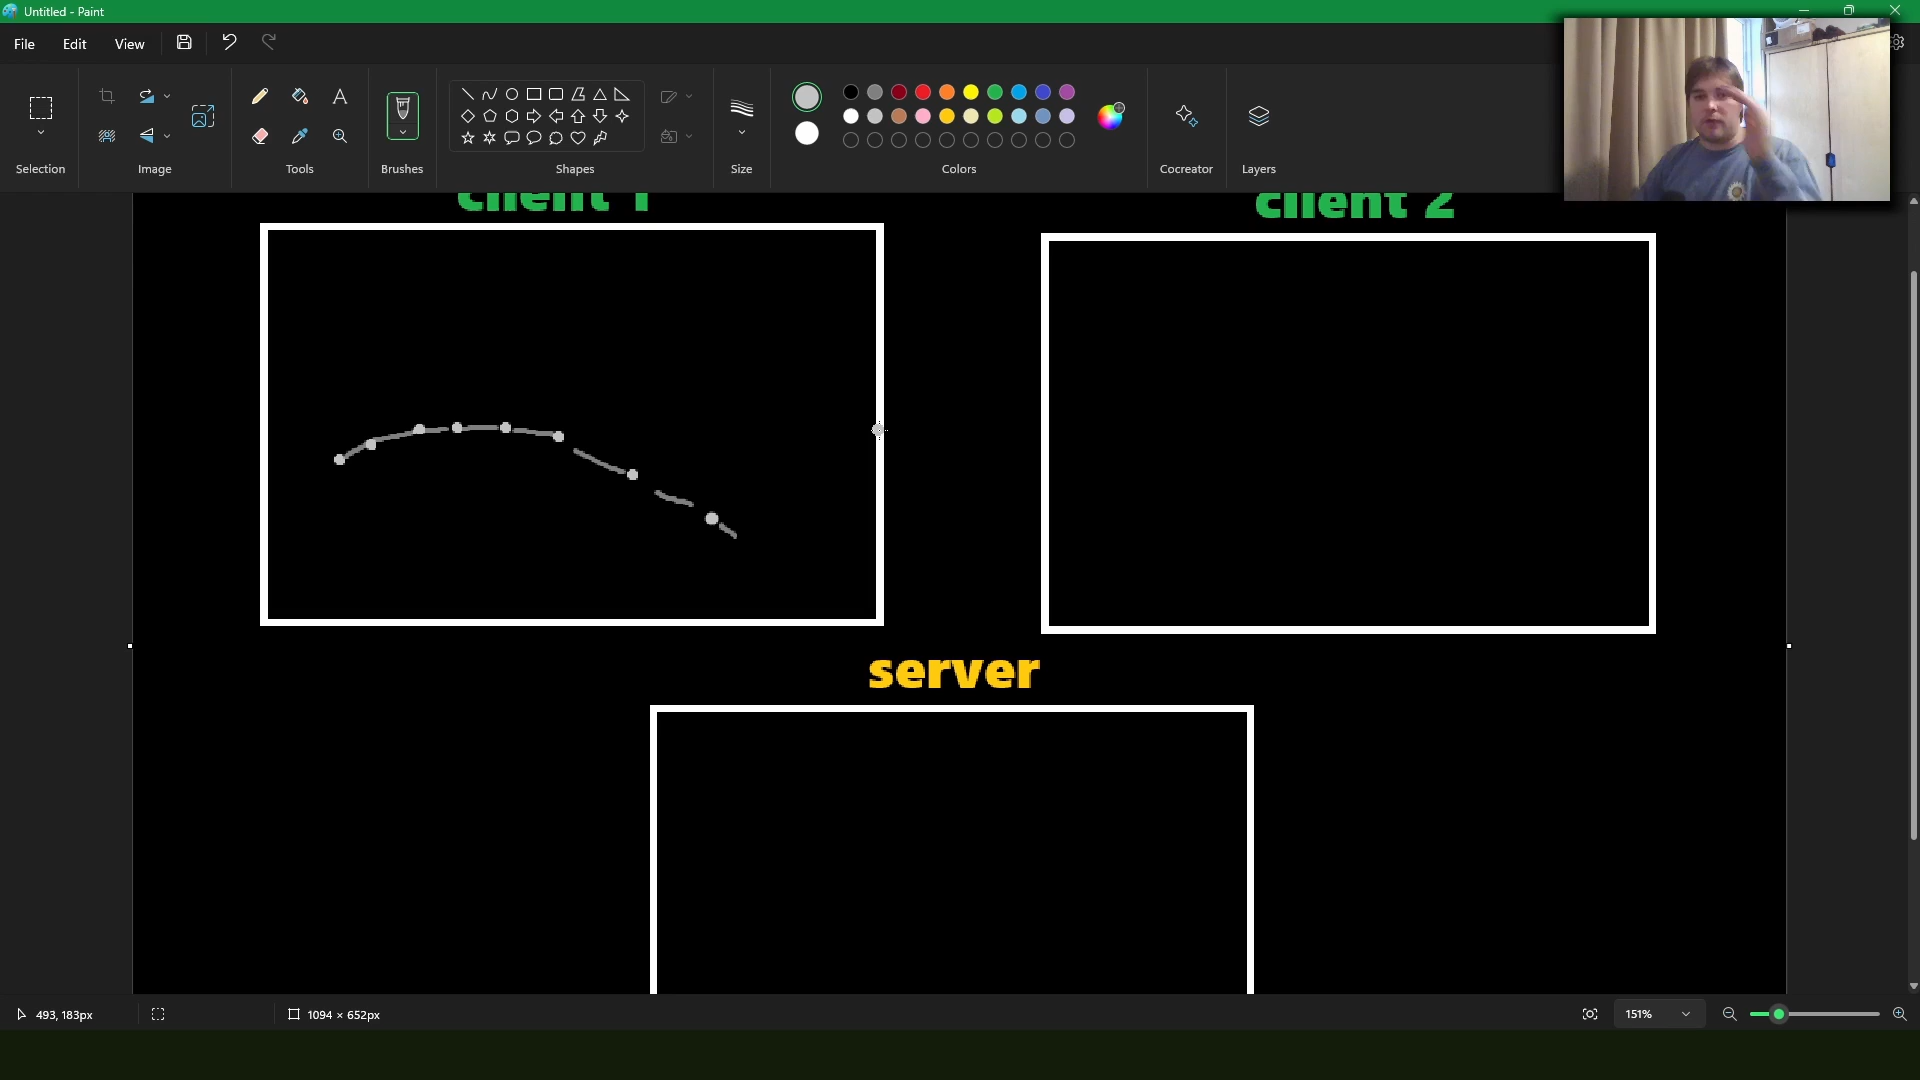 Untitled - Paint
File Edit View
Selection Image Tools Brushes Shapes Size Colors Cocreator Layers
client 1 client 2
server
493, 183px 1094 × 652px 151%